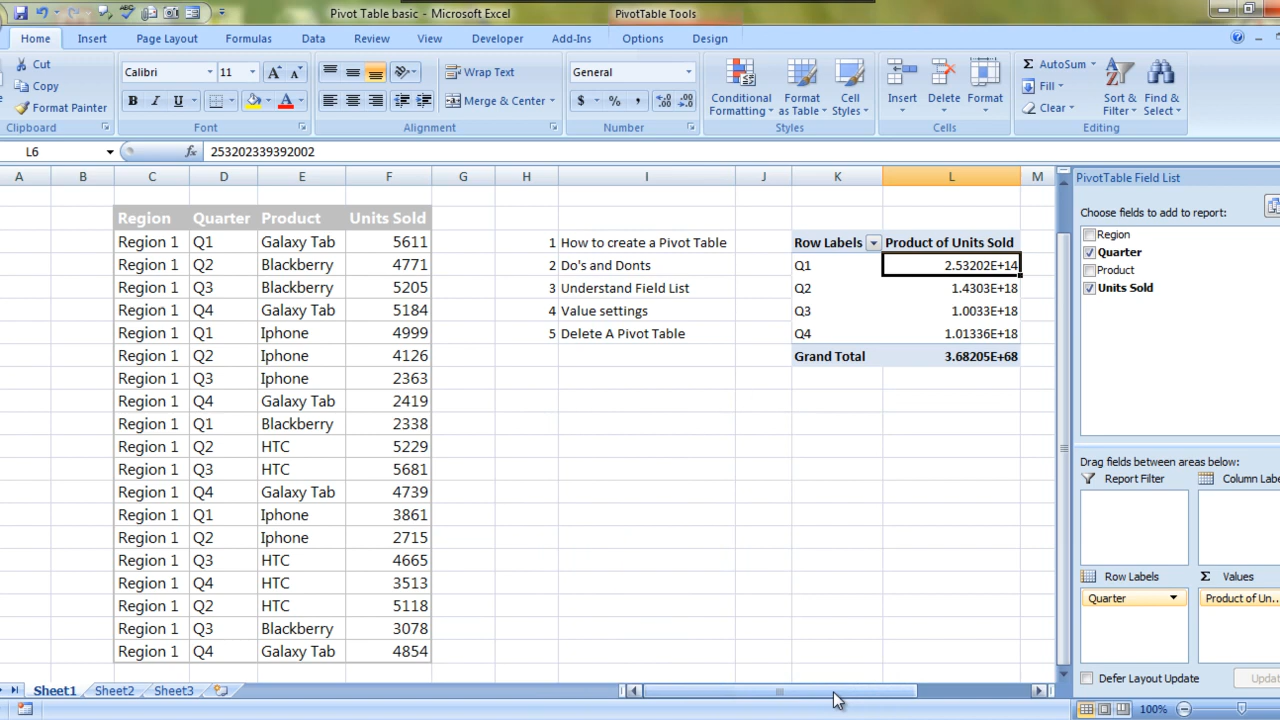 Pivot Table basic - Microsoft Excel
PivotTable Tools
Home Insert Page Layout Formulas Data Review View Developer Add-Ins Options Design
Cut
Copy
Format Painter
Clipboard
Calibri 11
B I U
Font
Wrap Text
Merge & Center
Alignment
General
$ % ,
Number
Conditional Formatting
Format as Table
Cell Styles
Styles
Insert
Delete
Format
Cells
AutoSum
Fill
Clear
Sort & Filter
Find & Select
Editing
L6 fx 253202339392002
A B C D E F G H I J K L M
Region Quarter Product Units Sold
Region 1 Q1 Galaxy Tab 5611
Region 1 Q2 Blackberry 4771
Region 1 Q3 Blackberry 5205
Region 1 Q4 Galaxy Tab 5184
Region 1 Q1 Iphone 4999
Region 1 Q2 Iphone 4126
Region 1 Q3 Iphone 2363
Region 1 Q4 Iphone 2419
Region 1 Q1 Blackberry 2338
Region 1 Q2 HTC 5229
Region 1 Q3 HTC 5681
Region 1 Q4 Galaxy Tab 4739
Region 1 Q1 Iphone 3861
Region 1 Q2 Iphone 2715
Region 1 Q3 HTC 4665
Region 1 Q4 HTC 3513
Region 1 Q2 HTC 5118
Region 1 Q3 Blackberry 3078
Region 1 Q4 Galaxy Tab 4854
1 How to create a Pivot Table
2 Do's and Donts
3 Understand Field List
4 Value settings
5 Delete A Pivot Table
Row Labels Product of Units Sold
Q1 2.53202E+14
Q2 1.4303E+18
Q3 1.0033E+18
Q4 1.01336E+18
Grand Total 3.68205E+68
PivotTable Field List
Choose fields to add to report:
Region
Quarter
Product
Units Sold
Drag fields between areas below:
Report Filter Column Labe
Row Labels Σ Values
Quarter Product of Un...
Defer Layout Update Updat
Sheet1 Sheet2 Sheet3
100%